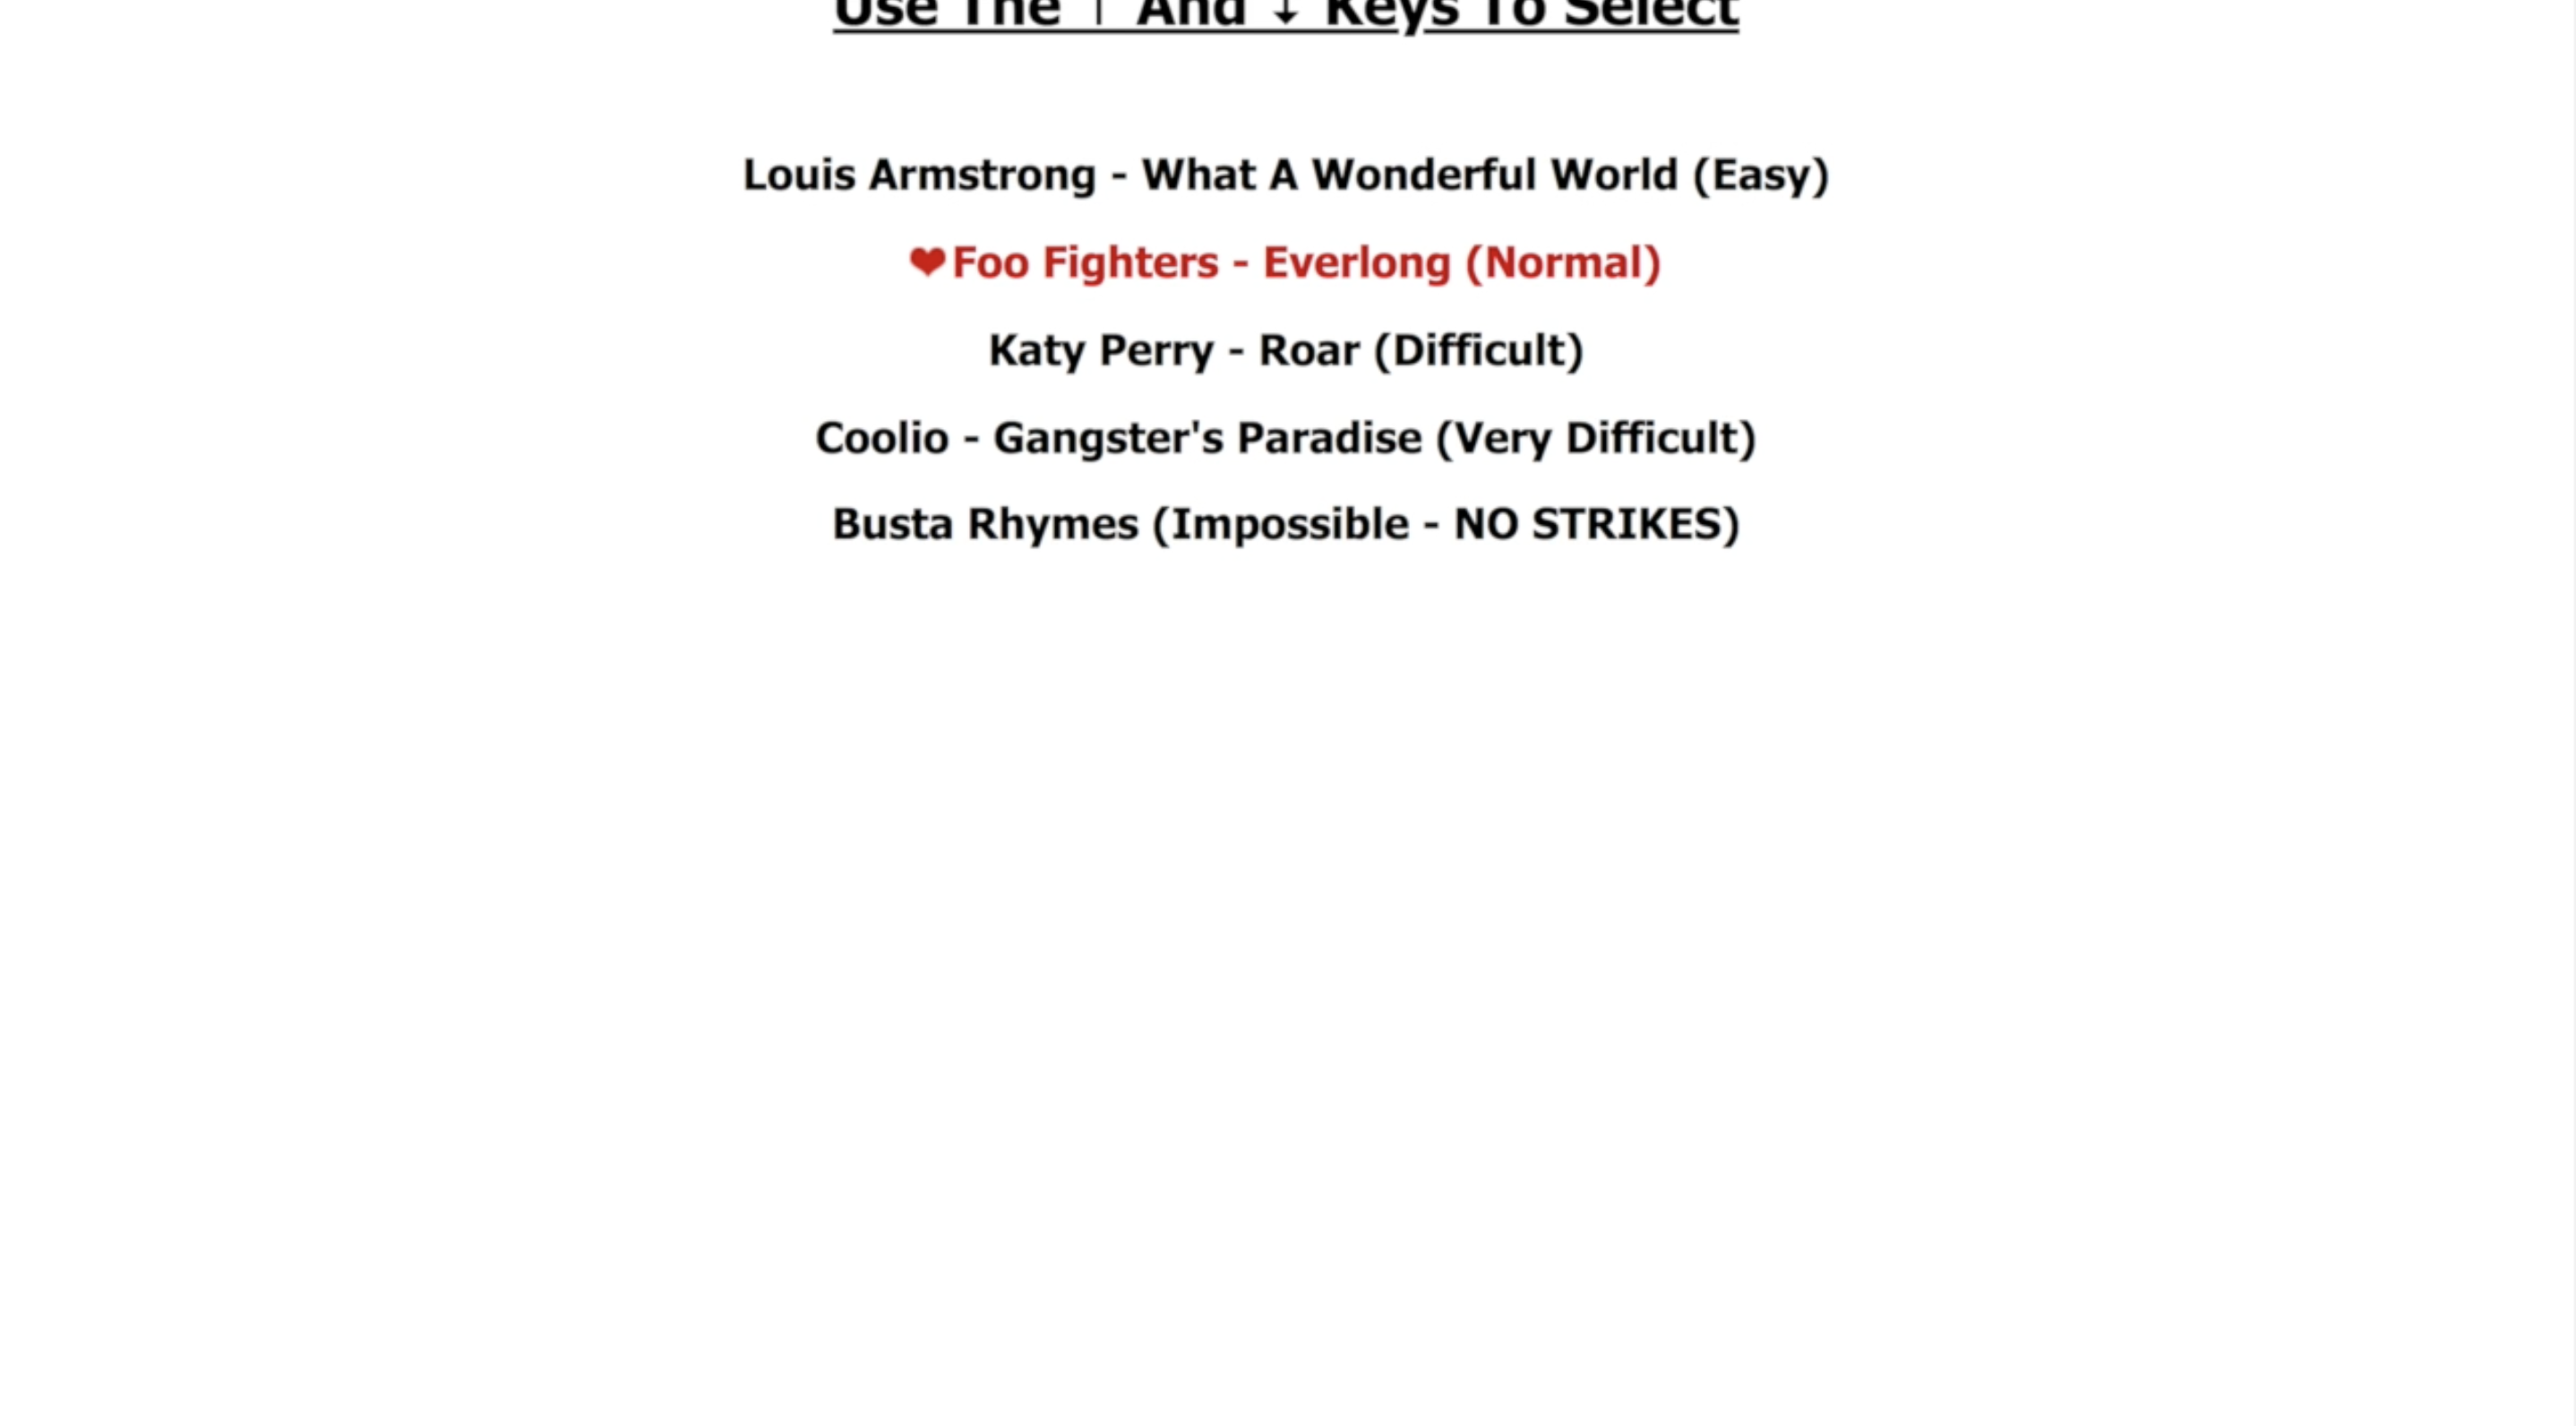 Use The ↑ And ↓ Keys To Select
Louis Armstrong - What A Wonderful World (Easy)
❤Foo Fighters - Everlong (Normal)
Katy Perry - Roar (Difficult)
Coolio - Gangster's Paradise (Very Difficult)
Busta Rhymes (Impossible - NO STRIKES)